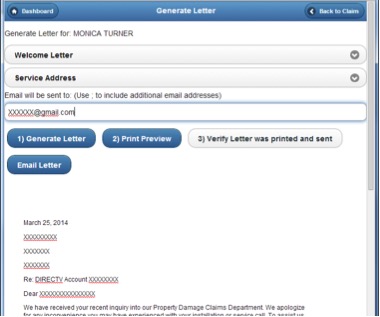 Dashboard
Generate Letter
Back to Claim
Generate Letter for: MONICA TURNER
Welcome Letter
Service Address
Email will be sent to: (Use ; to include additional email addresses)
XXXXXX@gmail.com
1) Generate Letter
2) Print Preview
3) Verify Letter was printed and sent
Email Letter
March 25, 2014
XXXXXXXXX
XXXXXXX
XXXXXXX
Re: DIRECTV Account XXXXXXXX
Dear XXXXXXXXXXXXXXX
We have received your recent inquiry into our Property Damage Claims Department. We apologize
for any inconvenience you may have experienced with your installation or service call. To assist us